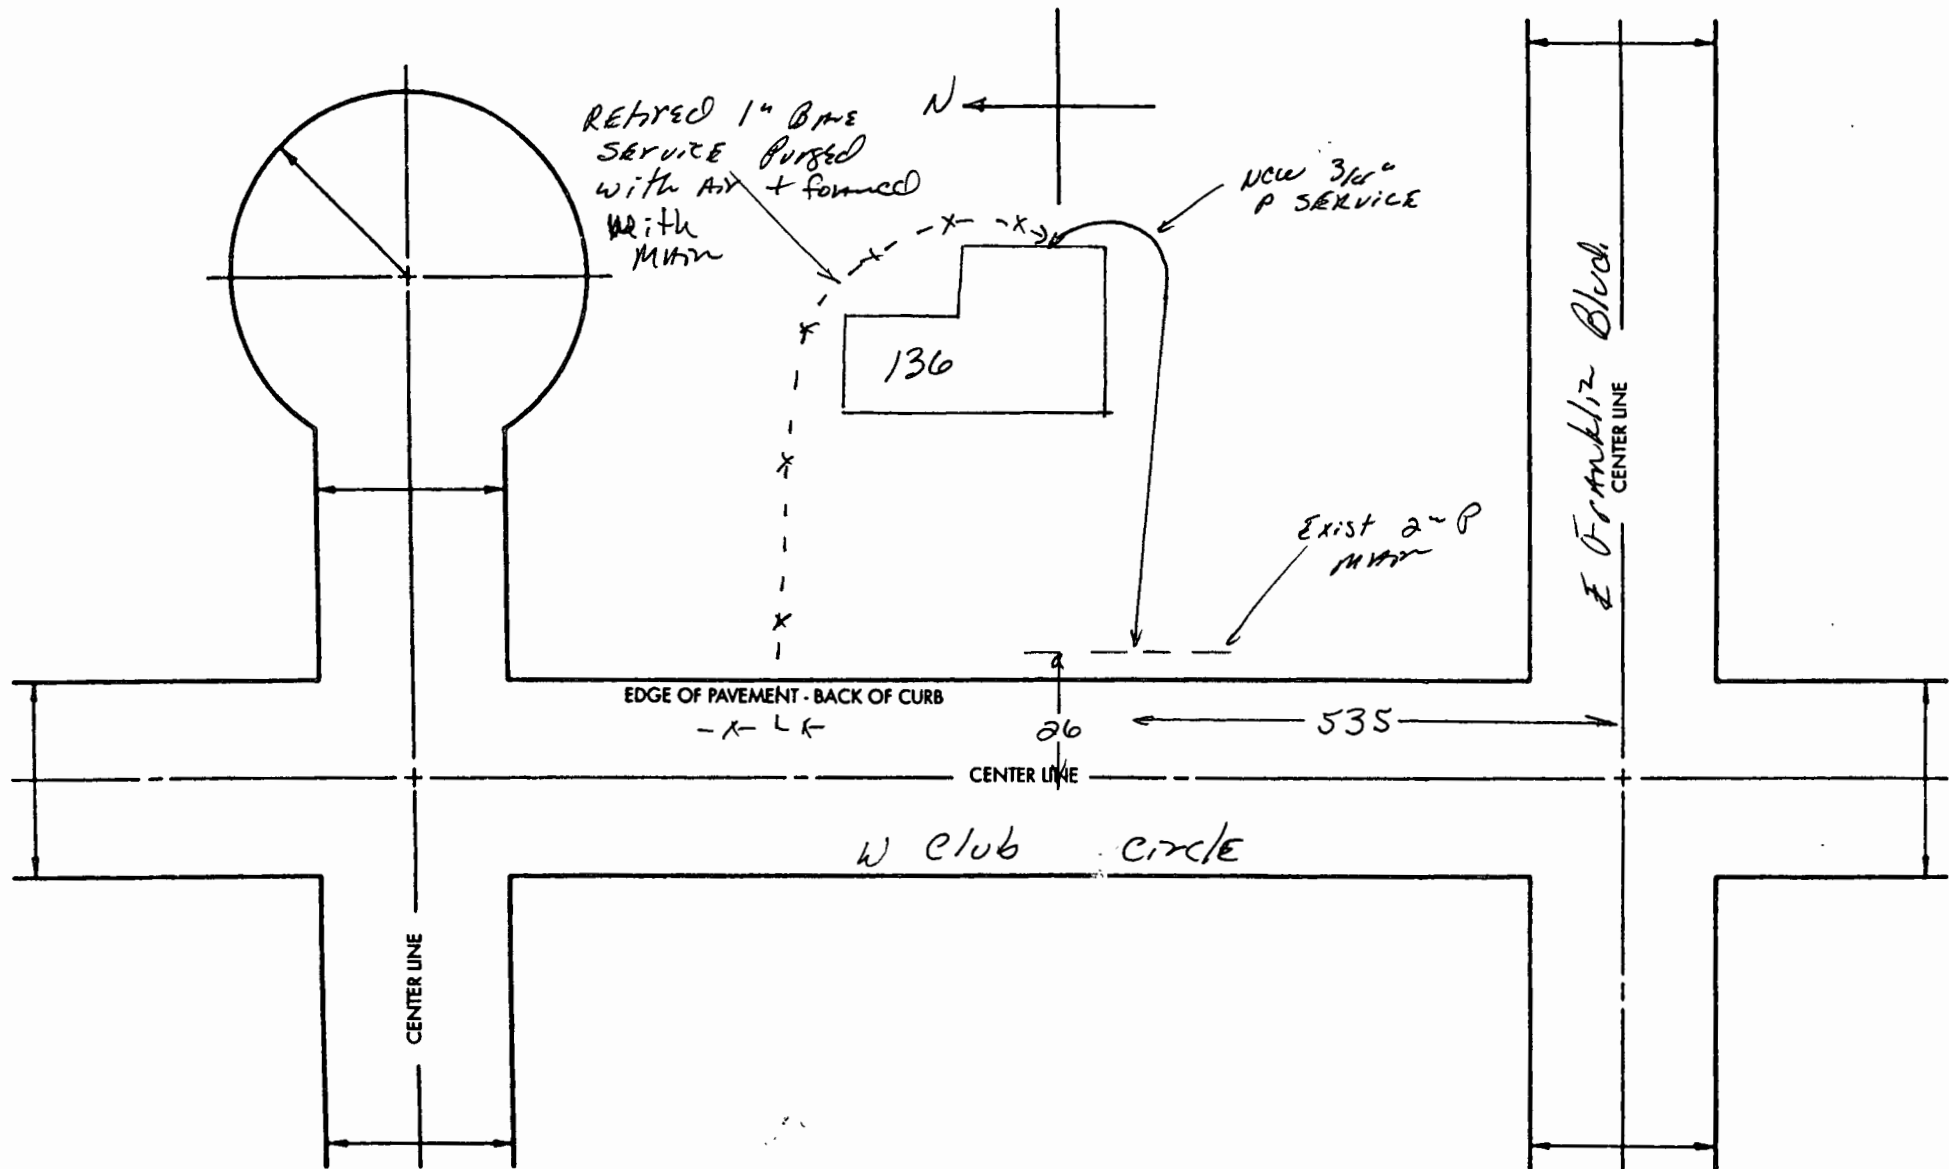 N
Retired 1" Bare
Service Purged
with Air + foamed
with
Main
New 3/4"
P Service
136
E Franklin Blvd.
CENTER LINE
Exist 2" P
main
EDGE OF PAVEMENT - BACK OF CURB
26
535
CENTER LINE
W Club Circle
CENTER LINE